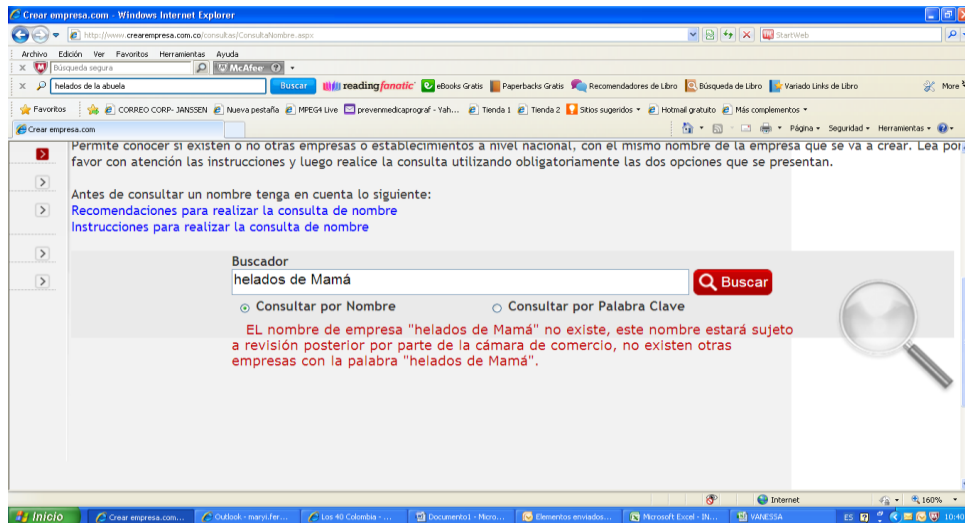 Crear empresa.com - Windows Internet Explorer
http://www.crearempresa.com.co/consultas/ConsultaNombre.aspx
StartWeb
Archivo Edición Ver Favoritos Herramientas Ayuda
Búsqueda segura McAfee
helados de la abuela Buscar readingfanatic eBooks Gratis Paperbacks Gratis Recomendadores de Libro Búsqueda de Libro Variado Links de Libro More
Favoritos CORREO CORP- JANSSEN Nueva pestaña MPEG4 Live prevenmedicaprograf - Yah... Tienda 1 Tienda 2 Sitios sugeridos Hotmail gratuito Más complementos
Crear empresa.com Página Seguridad Herramientas
Permite conocer si existen o no otras empresas o establecimientos a nivel nacional, con el mismo nombre de la empresa que se va a crear. Lea por
favor con atención las instrucciones y luego realice la consulta utilizando obligatoriamente las dos opciones que se presentan.
Antes de consultar un nombre tenga en cuenta lo siguiente:
Recomendaciones para realizar la consulta de nombre
Instrucciones para realizar la consulta de nombre
Buscador
helados de Mamá Buscar
Consultar por Nombre Consultar por Palabra Clave
EL nombre de empresa "helados de Mamá" no existe, este nombre estará sujeto
a revisión posterior por parte de la cámara de comercio, no existen otras
empresas con la palabra "helados de Mamá".
Internet 160%
Inicio Crear empresa.com... Outlook - maryi.fer... Los 40 Colombia - ... Documento1 - Micro... Elementos enviados... Microsoft Excel - IN... VANESSA ES 10:40